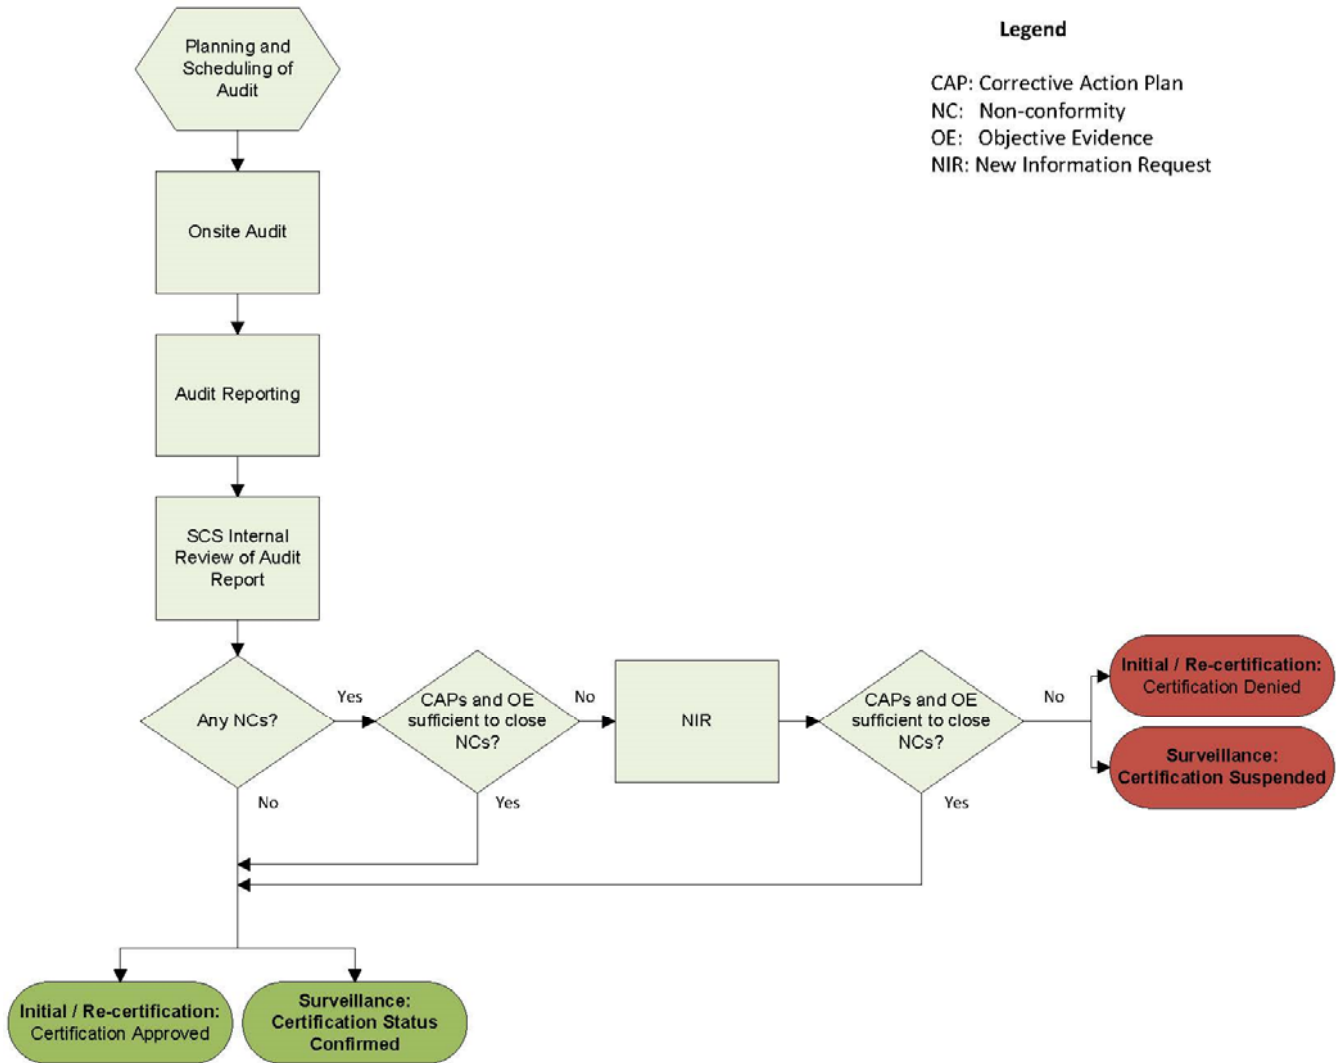 Planning and
Scheduling of
Audit
Legend
CAP: Corrective Action Plan
NC: Non-conformity
OE: Objective Evidence
NIR: New Information Request
Onsite Audit
Audit Reporting
SCS Internal
Review of Audit
Report
Any NCs?
Yes
No
CAPs and OE
sufficient to close
NCs?
No
Yes
NIR
CAPs and OE
sufficient to close
NCs?
No
Yes
Initial / Re-certification:
Certification Denied
Surveillance:
Certification Suspended
Initial / Re-certification:
Certification Approved
Surveillance:
Certification Status
Confirmed